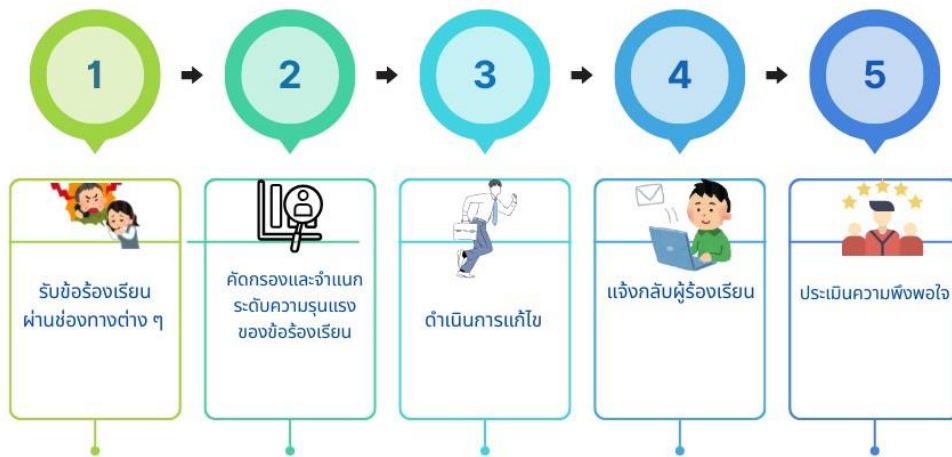 1
2
3
4
5
รับข้อร้องเรียน
ผ่านช่องทางต่าง ๆ
คัดกรองและจำแนก
ระดับความรุนแรง
ของข้อร้องเรียน
ดำเนินการแก้ไข
แจ้งกลับผู้ร้องเรียน
ประเมินความพึงพอใจ